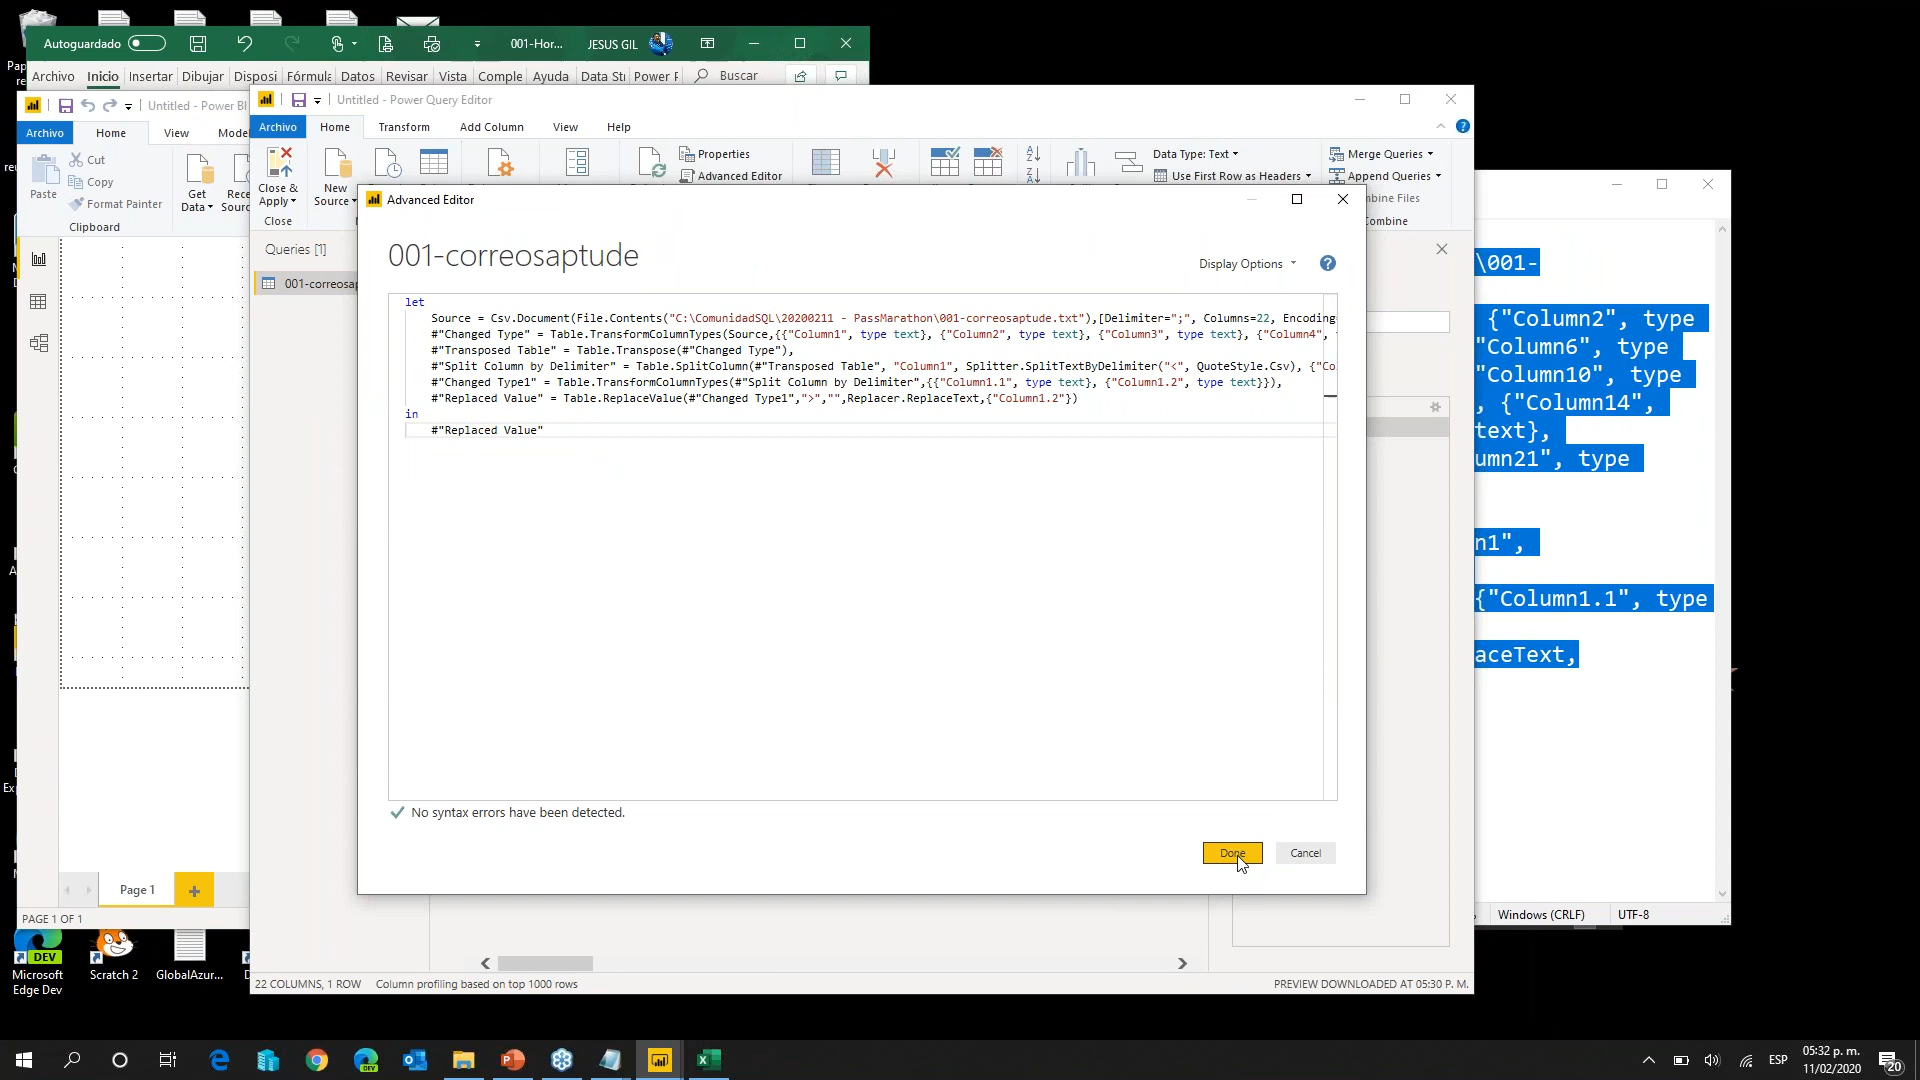 Autoguardado
001-Hor...
JESUS GIL
Archivo Inicio Insertar Dibujar Disposi Fórmula Datos Revisar Vista Comple Ayuda Data St Power F Buscar
Untitled - Power BI
Archivo Home View Model
Cut
Copy
Format Painter
Paste
Clipboard
Get Data
Rece Sourc
Untitled - Power Query Editor
Archivo Home Transform Add Column View Help
Close & Apply
Close
New Source
Properties
Advanced Editor
Data Type: Text
Use First Row as Headers
Merge Queries
Append Queries
mbine Files
ombine
Queries [1]
001-correosap
Advanced Editor
001-correosaptude
Display Options
let
Source = Csv.Document(File.Contents("C:\ComunidadSQL\20200211 - PassMarathon\001-correosaptude.txt"),[Delimiter=";", Columns=22, Encoding
#"Changed Type" = Table.TransformColumnTypes(Source,{{"Column1", type text}, {"Column2", type text}, {"Column3", type text}, {"Column4",
#"Transposed Table" = Table.Transpose(#"Changed Type"),
#"Split Column by Delimiter" = Table.SplitColumn(#"Transposed Table", "Column1", Splitter.SplitTextByDelimiter("<", QuoteStyle.Csv), {"Co
#"Changed Type1" = Table.TransformColumnTypes(#"Split Column by Delimiter",{{"Column1.1", type text}, {"Column1.2", type text}}),
#"Replaced Value" = Table.ReplaceValue(#"Changed Type1",">","",Replacer.ReplaceText,{"Column1.2"})
in
#"Replaced Value"
No syntax errors have been detected.
Done
Cancel
\001-
{"Column2", type
"Column6", type
"Column10", type
, {"Column14",
text},
umn21", type
n1",
{"Column1.1", type
aceText,
Windows (CRLF)
UTF-8
Page 1
PAGE 1 OF 1
22 COLUMNS, 1 ROW
Column profiling based on top 1000 rows
PREVIEW DOWNLOADED AT 05:30 P. M.
DEV
Microsoft Edge Dev
Scratch 2
GlobalAzur...
ESP
05:32 p. m.
11/02/2020
20